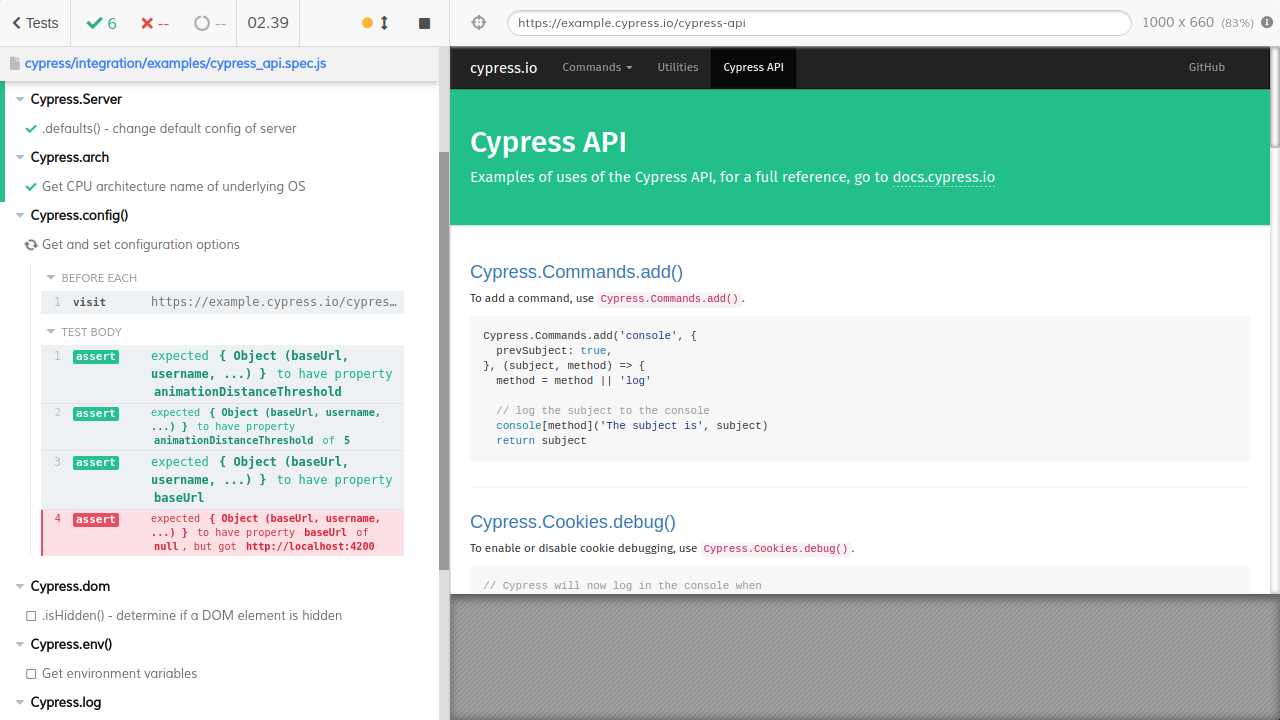 Tests
6
--
--
02.39
cypress/integration/examples/cypress_api.spec.js
Cypress.Server
.defaults() - change default config of server
Cypress.arch
Get CPU architecture name of underlying OS
Cypress.config()
Get and set configuration options
BEFORE EACH
1 visit https://example.cypress.io/cypres…
TEST BODY
1 assert expected { Object (baseUrl,
username, ...) } to have property
animationDistanceThreshold
2 assert expected { Object (baseUrl, username,
...) } to have property
animationDistanceThreshold of 5
3 assert expected { Object (baseUrl,
username, ...) } to have property
baseUrl
4 assert expected { Object (baseUrl, username,
...) } to have property baseUrl of
null, but got http://localhost:4200
Cypress.dom
.isHidden() - determine if a DOM element is hidden
Cypress.env()
Get environment variables
Cypress.log
https://example.cypress.io/cypress-api
1000 x 660 (83%)
cypress.io Commands Utilities Cypress API GitHub
Cypress API
Examples of uses of the Cypress API, for a full reference, go to docs.cypress.io
Cypress.Commands.add()
To add a command, use Cypress.Commands.add().
Cypress.Commands.add('console', {
prevSubject: true,
}, (subject, method) => {
method = method || 'log'
// log the subject to the console
console[method]('The subject is', subject)
return subject
Cypress.Cookies.debug()
To enable or disable cookie debugging, use Cypress.Cookies.debug().
// Cypress will now log in the console when